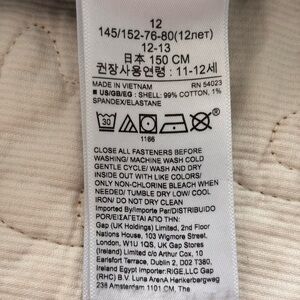 12
145/152-76-80(12лет)
12-13
日本 150 CM
권장사용연령 : 11-12세
MADE IN VIETNAM RN 54023
■ US/GB/EG : SHELL: 99% COTTON, 1%
SPANDEX/ELASTANE
30
1166
CLOSE ALL FASTENERS BEFORE
WASHING/ MACHINE WASH COLD
GENTLE CYCLE/ WASH AND DRY
INSIDE OUT WITH LIKE COLORS/
ONLY NON-CHLORINE BLEACH WHEN
NEEDED/ TUMBLE DRY LOW/ COOL
IRON/ DO NOT DRY CLEAN
Imported By/Importé Par/DISTRIBUIDO
POR/ΕΙΣΑΓΕΤΑΙ ΑΠΟ ΤΗΝ:
Gap (UK Holdings) Limited, 2nd Floor
Nations House, 103 Wigmore Street,
London, W1U 1QS, UK Gap Stores
(Ireland) Limited c/o Arthur Cox, 10
Earlsfort Terrace, Dublin 2, D02 T380,
Ireland Egypt Importer: RIGE, LLC Gap
(RHC) B.V. Luna ArenA Herikerbergweg
238 Amsterdam 1101 CM, The